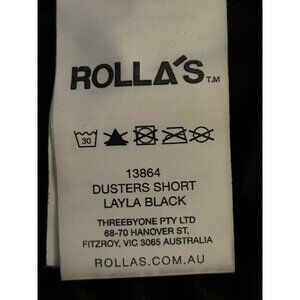 ROLLA'S™
30
13864
DUSTERS SHORT
LAYLA BLACK
THREEBYONE PTY LTD
68-70 HANOVER ST,
FITZROY, VIC 3065 AUSTRALIA
ROLLAS.COM.AU